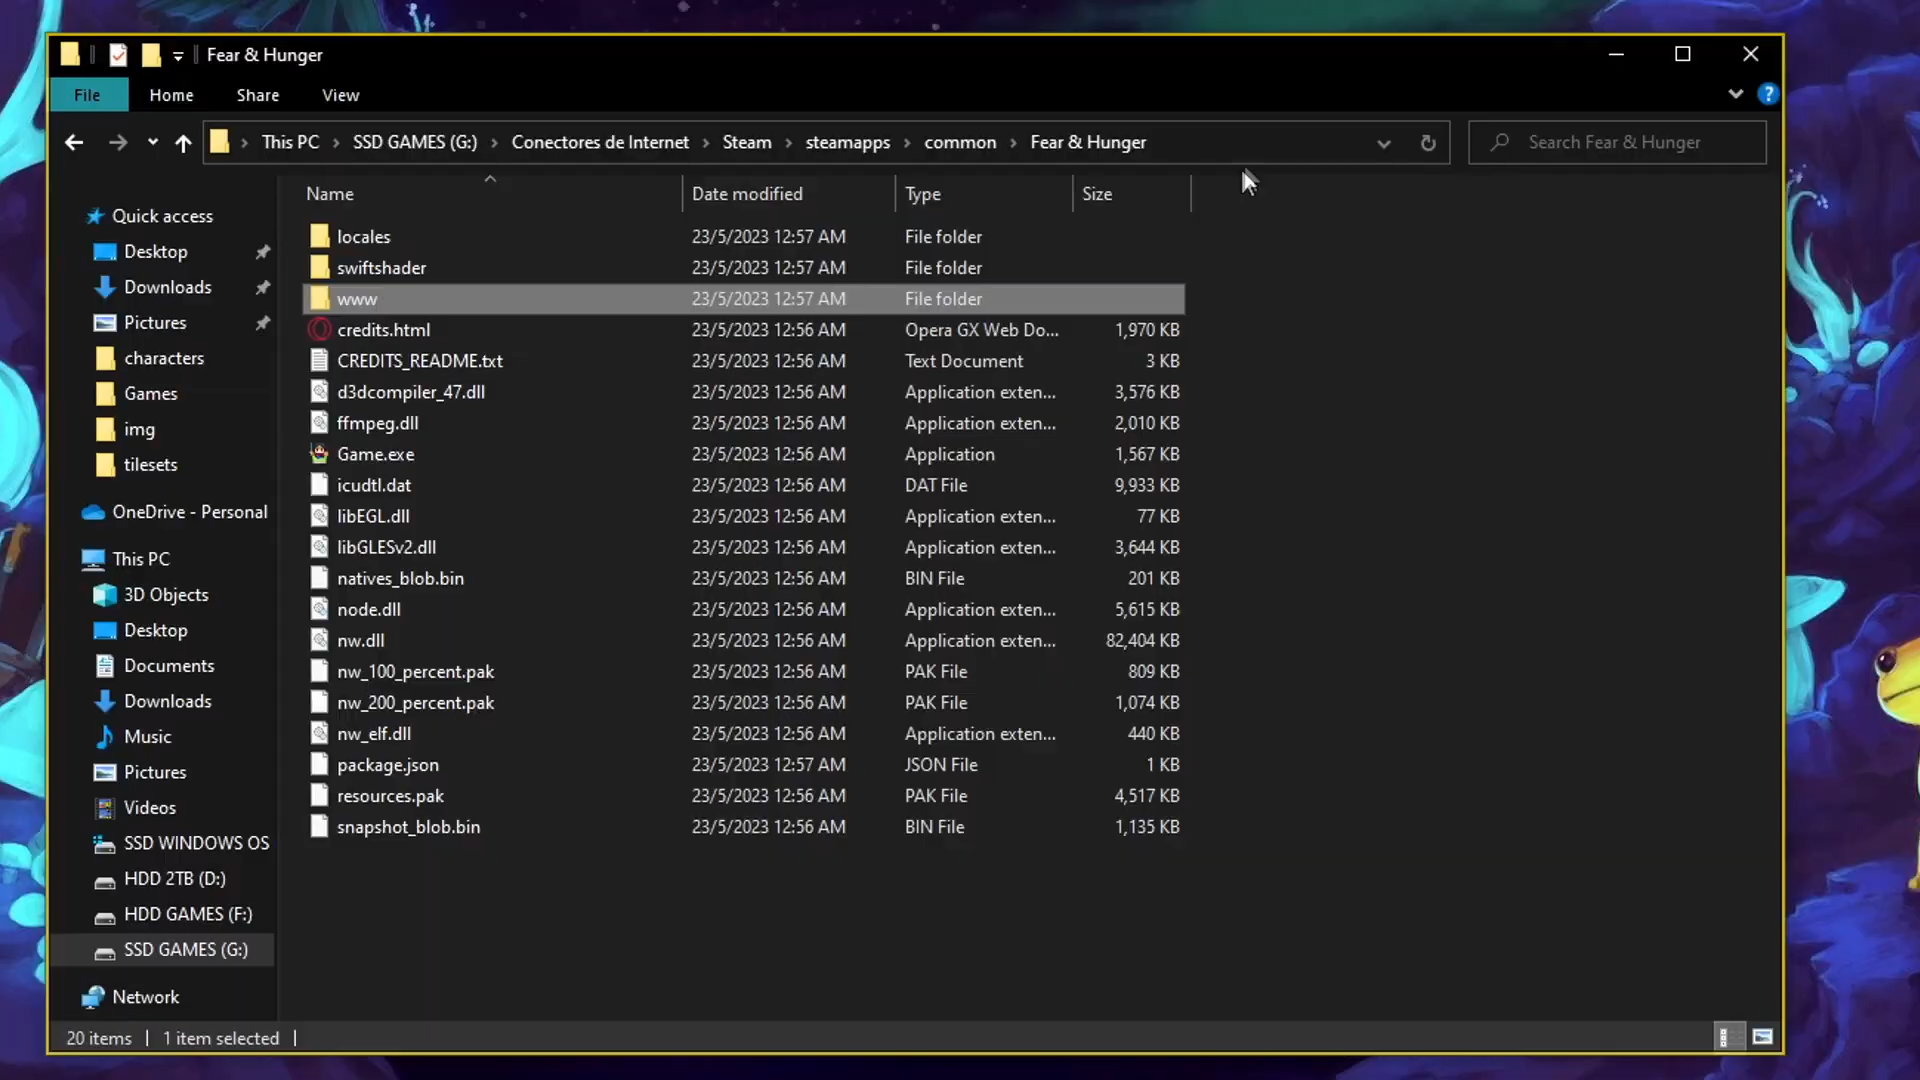 Fear & Hunger
File Home Share View ?
This PC SSD GAMES (G:) Conectores de Internet Steam steamapps common Fear & Hunger Search Fear & Hunger
Name Date modified Type Size
Quick access
Desktop
Downloads
Pictures
characters
Games
img
tilesets
OneDrive - Personal
This PC
3D Objects
Desktop
Documents
Downloads
Music
Pictures
Videos
SSD WINDOWS OS
HDD 2TB (D:)
HDD GAMES (F:)
SSD GAMES (G:)
Network
locales 23/5/2023 12:57 AM File folder
swiftshader 23/5/2023 12:57 AM File folder
www 23/5/2023 12:57 AM File folder
credits.html 23/5/2023 12:56 AM Opera GX Web Do... 1,970 KB
CREDITS_README.txt 23/5/2023 12:56 AM Text Document 3 KB
d3dcompiler_47.dll 23/5/2023 12:56 AM Application exten... 3,576 KB
ffmpeg.dll 23/5/2023 12:56 AM Application exten... 2,010 KB
Game.exe 23/5/2023 12:56 AM Application 1,567 KB
icudtl.dat 23/5/2023 12:56 AM DAT File 9,933 KB
libEGL.dll 23/5/2023 12:56 AM Application exten... 77 KB
libGLESv2.dll 23/5/2023 12:56 AM Application exten... 3,644 KB
natives_blob.bin 23/5/2023 12:56 AM BIN File 201 KB
node.dll 23/5/2023 12:56 AM Application exten... 5,615 KB
nw.dll 23/5/2023 12:56 AM Application exten... 82,404 KB
nw_100_percent.pak 23/5/2023 12:56 AM PAK File 809 KB
nw_200_percent.pak 23/5/2023 12:56 AM PAK File 1,074 KB
nw_elf.dll 23/5/2023 12:56 AM Application exten... 440 KB
package.json 23/5/2023 12:57 AM JSON File 1 KB
resources.pak 23/5/2023 12:56 AM PAK File 4,517 KB
snapshot_blob.bin 23/5/2023 12:56 AM BIN File 1,135 KB
20 items 1 item selected